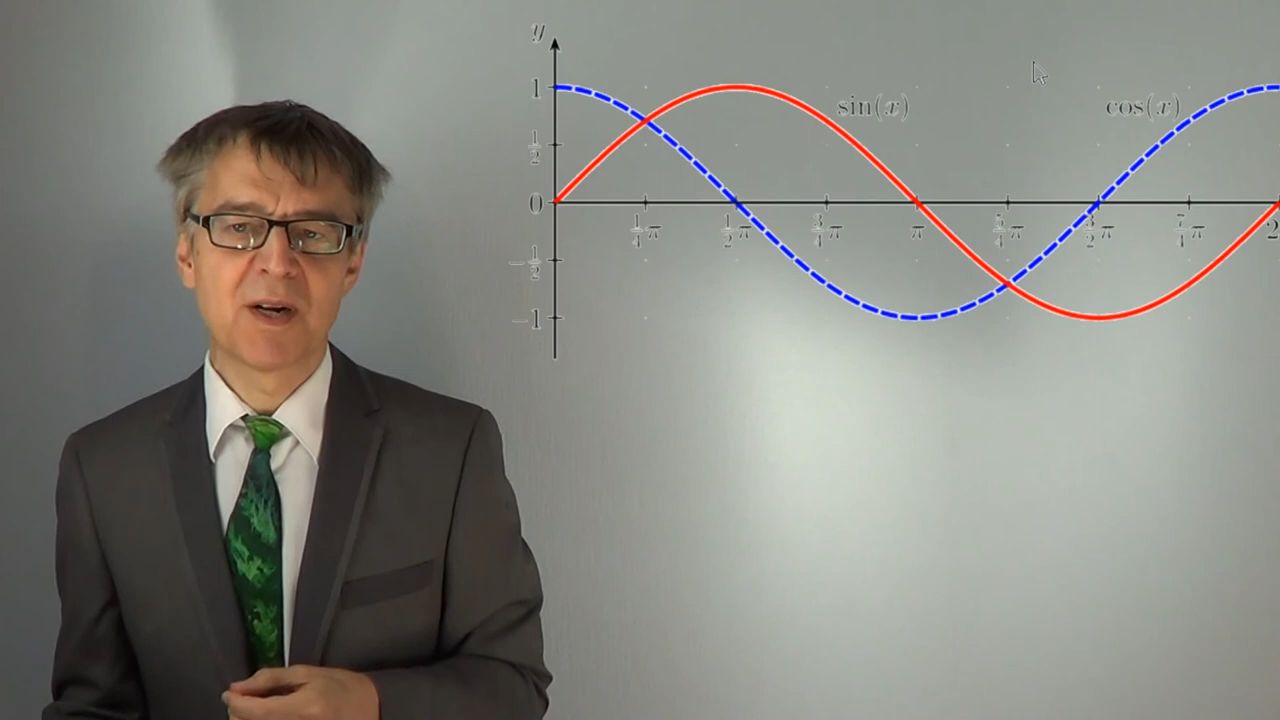 y
1
sin(x)
cos(x)
1/2
0
1/4 π
1/2 π
3/4 π
π
5/4 π
3/2 π
7/4 π
2
−1/2
−1